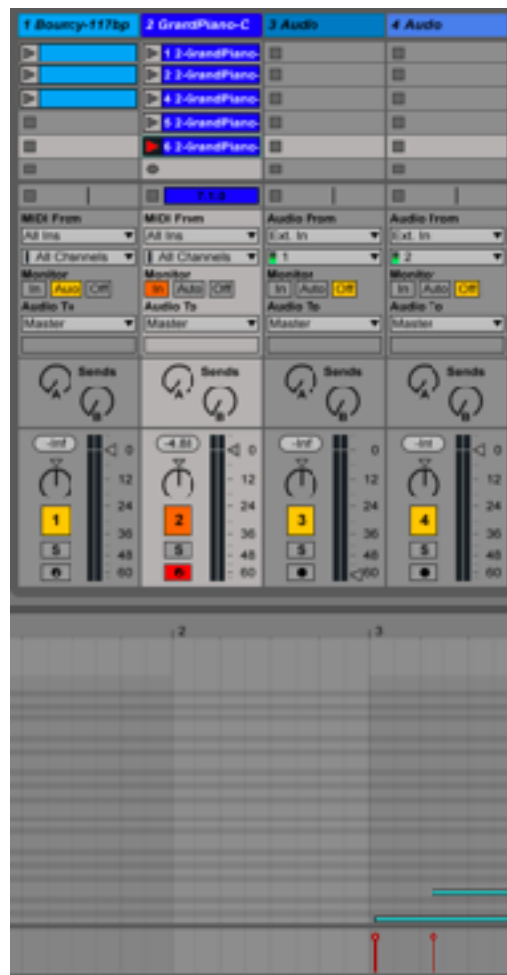 1 Bouncy-117bp 2 GrandPiano-C 3 Audio 4 Audio
1 2-GrandPiano-
2 2-GrandPiano-
4 2-GrandPiano-
5 2-GrandPiano-
6 2-GrandPiano-
7.1.0
MIDI From MIDI From Audio From Audio From
All Ins All Ins Ext. In Ext. In
All Channels All Channels 1 2
Monitor Monitor Monitor Monitor
In Auto Off In Auto Off In Auto Off In Auto Off
Audio To Audio To Audio To Audio To
Master Master Master Master
Sends Sends Sends Sends
A B A B A B A B
-Inf 0 0 -Inf 0 -Inf 0
12 12 12 12
24 24 24 24
1 2 3 4
36 36 36 36
S 48 S 48 S 48 S 48
60 60 60 60
2 3